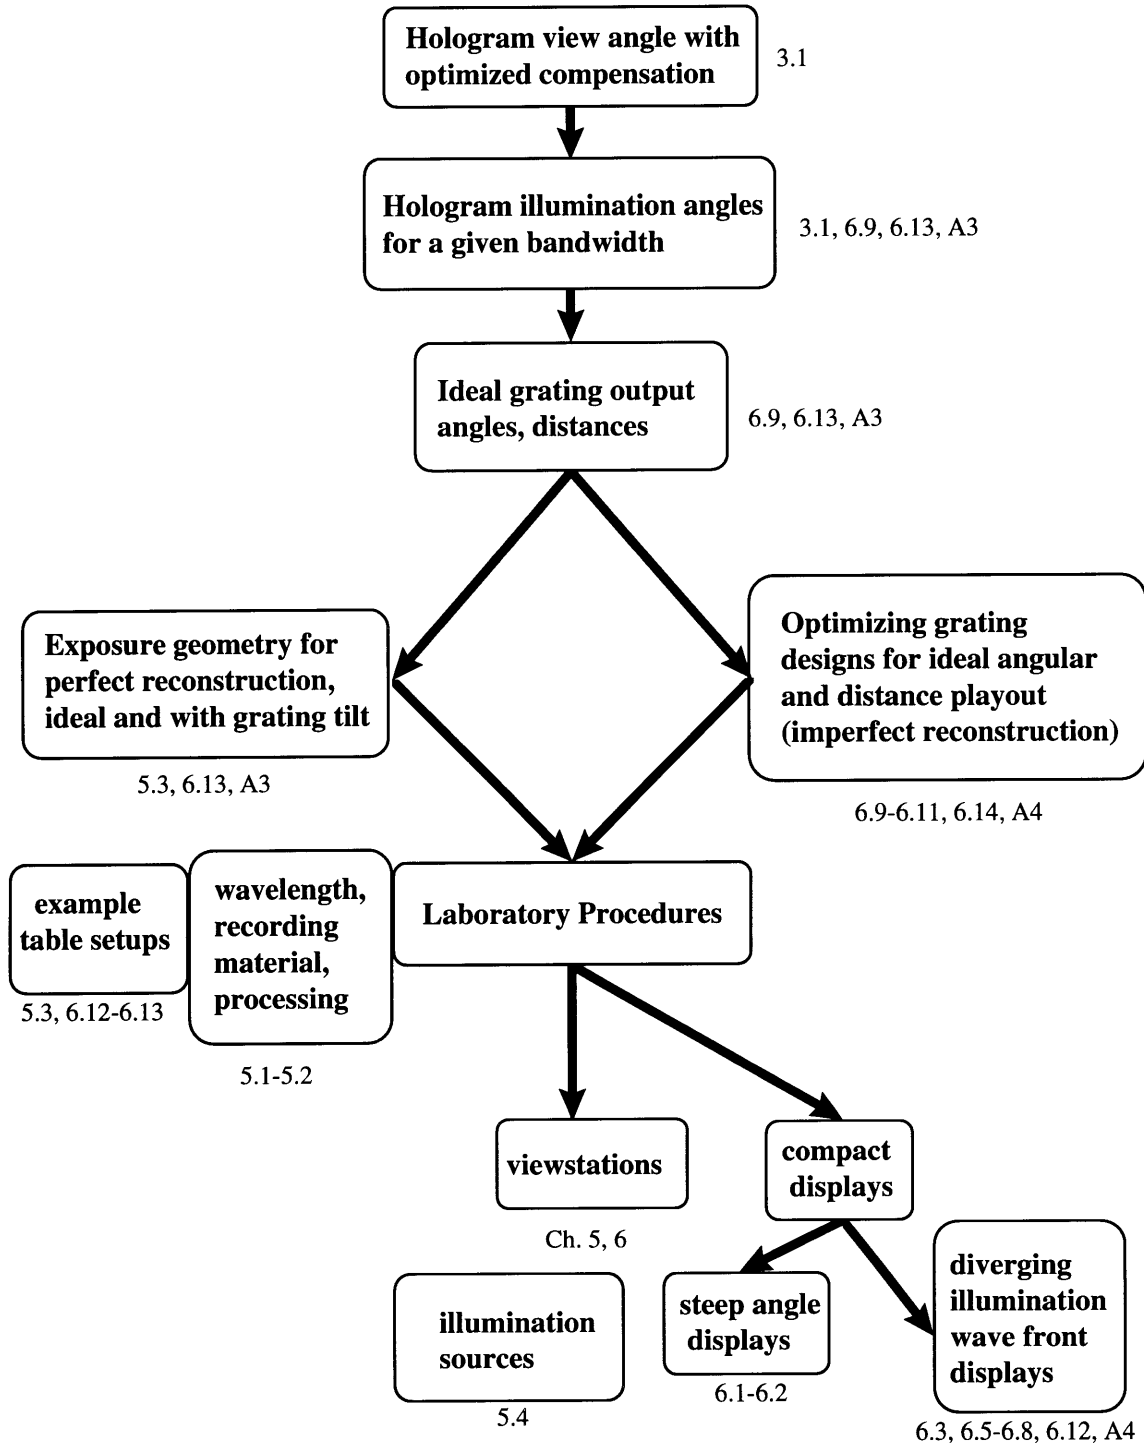 Hologram view angle with
optimized compensation
3.1
Hologram illumination angles
for a given bandwidth
3.1, 6.9, 6.13, A3
Ideal grating output
angles, distances
6.9, 6.13, A3
Exposure geometry for
perfect reconstruction,
ideal and with grating tilt
5.3, 6.13, A3
Optimizing grating
designs for ideal angular
and distance playout
(imperfect reconstruction)
6.9-6.11, 6.14, A4
example
table setups
5.3, 6.12-6.13
wavelength,
recording
material,
processing
5.1-5.2
Laboratory Procedures
viewstations
Ch. 5, 6
compact
displays
illumination
sources
5.4
steep angle
displays
6.1-6.2
diverging
illumination
wave front
displays
6.3, 6.5-6.8, 6.12, A4